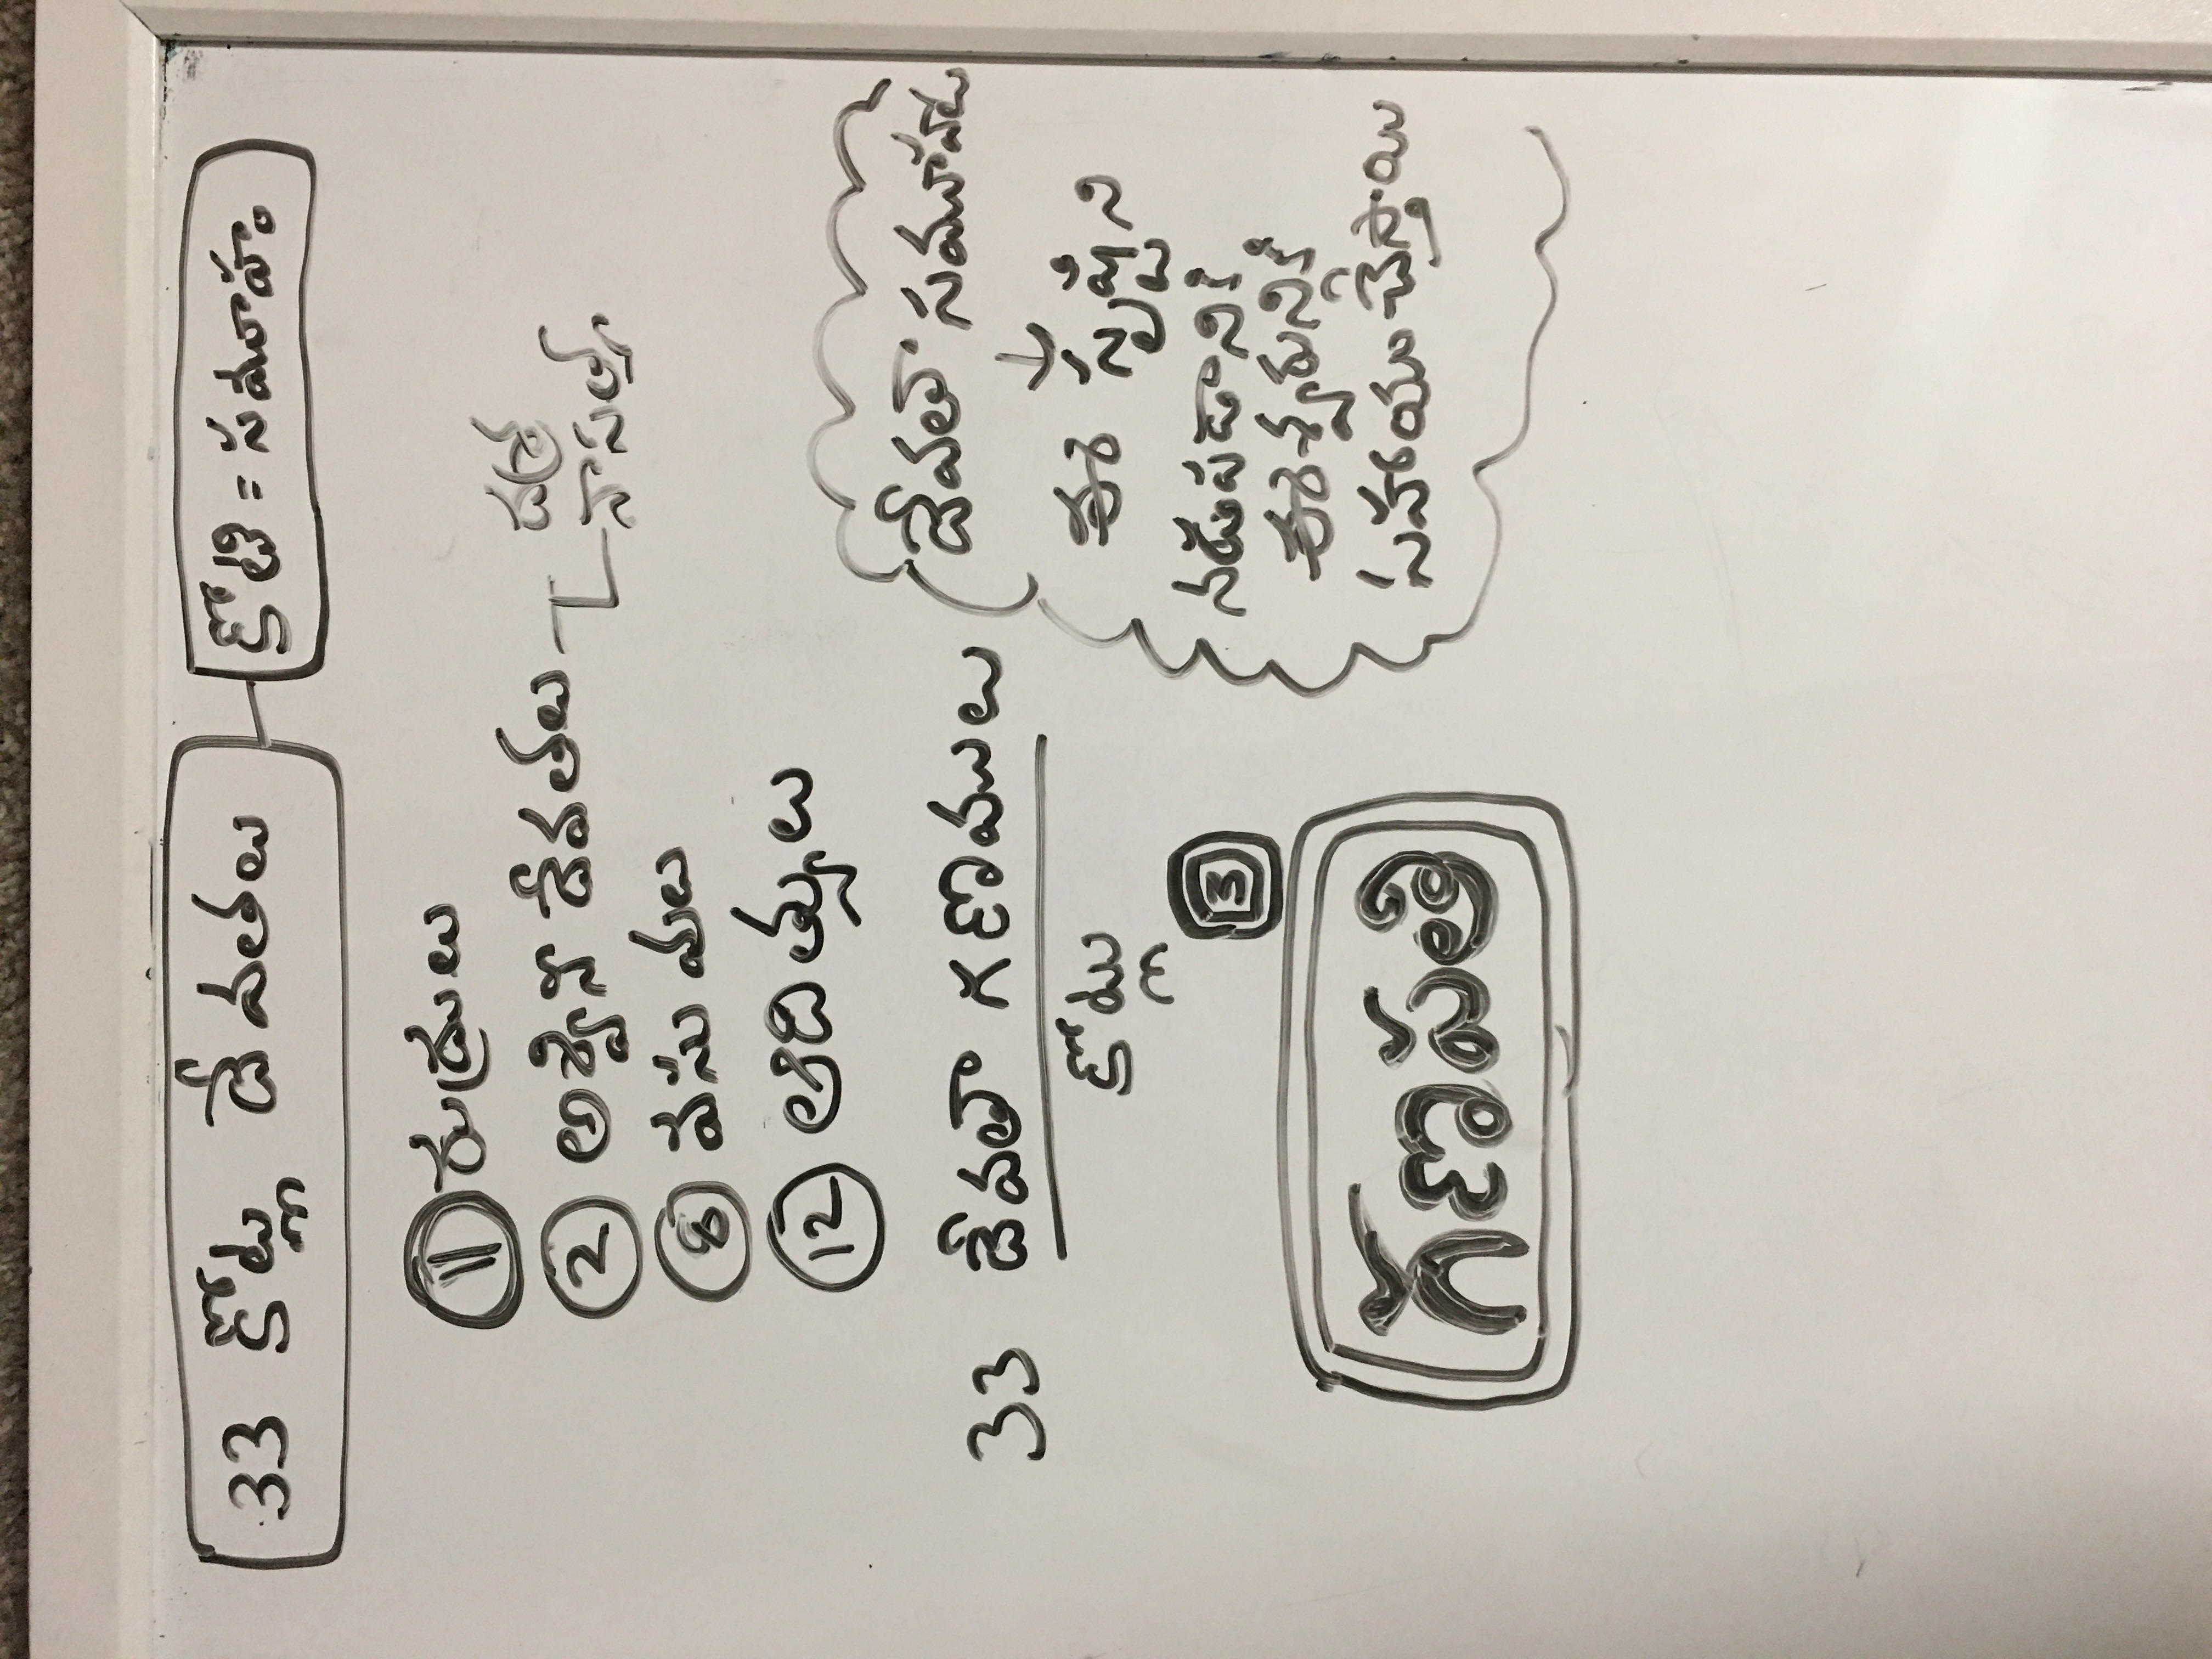 33 కోట్లు దేవతలు
కోటి = సమూహం
11 రుద్రులు
2 అశ్వినీ దేవతలు
దశ్ర
నాసత్య
8 వసువులు
12 ఆదిత్యులు
33 దేవతా గణములు
కోట్లు
దేవతా సమూహాలు
ఈ సృష్టిని
నడుపడానికి
ఈశ్వరునికి
సహాయం చేస్తాయి
3
గణపతి